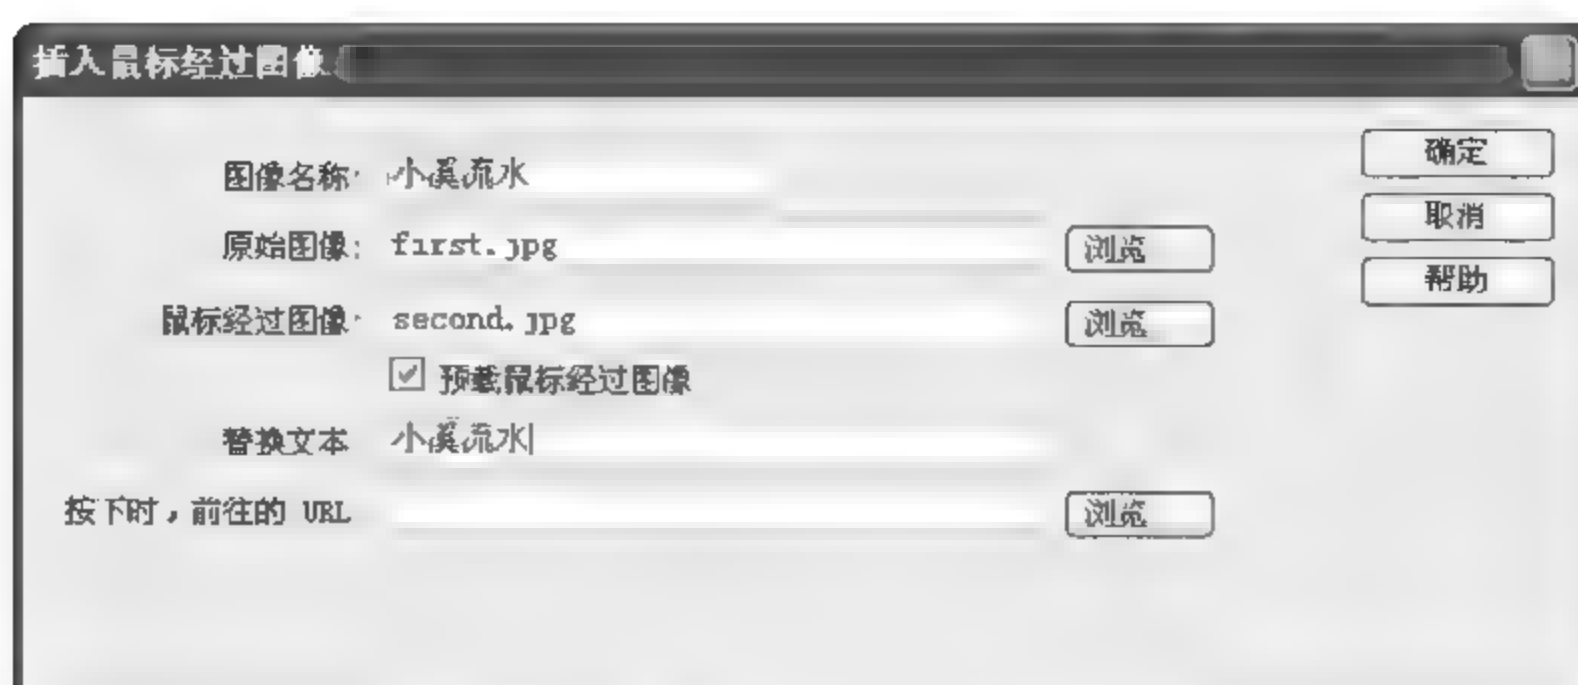 插入鼠标经过图像
图像名称: 小溪流水
确定
取消
原始图像: first.jpg 浏览
帮助
鼠标经过图像: second.jpg 浏览
预载鼠标经过图像
替换文本 小溪流水
按下时,前往的 URL 浏览